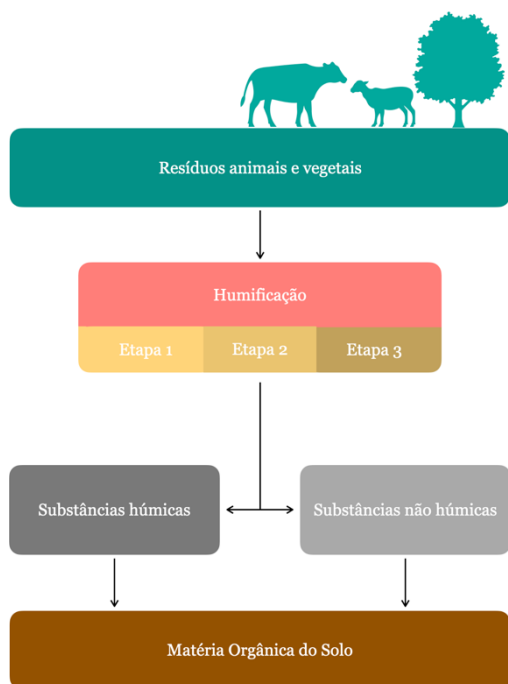 Resíduos animais e vegetais
Humificação
Etapa 1
Etapa 2
Etapa 3
Substâncias húmicas
Substâncias não húmicas
Matéria Orgânica do Solo